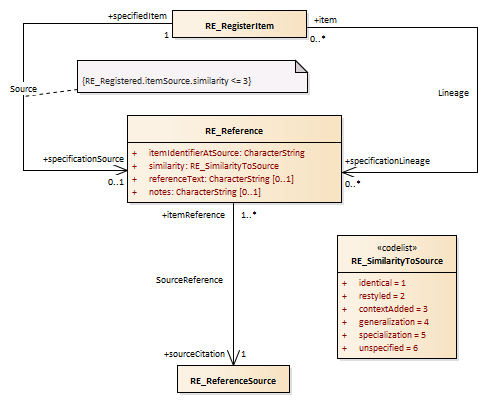 +specifiedItem
1
RE_RegisterItem
+item
0..*
{RE_Registered.itemSource.similarity <= 3}
Source
Lineage
RE_Reference
+ itemIdentifierAtSource: CharacterString
+ similarity: RE_SimilarityToSource
+ referenceText: CharacterString [0..1]
+ notes: CharacterString [0..1]
+specificationSource
0..1
+specificationLineage
0..*
+itemReference
1..*
SourceReference
«codelist»
RE_SimilarityToSource
+ identical = 1
+ restyled = 2
+ contextAdded = 3
+ generalization = 4
+ specialization = 5
+ unspecified = 6
+sourceCitation
1
RE_ReferenceSource